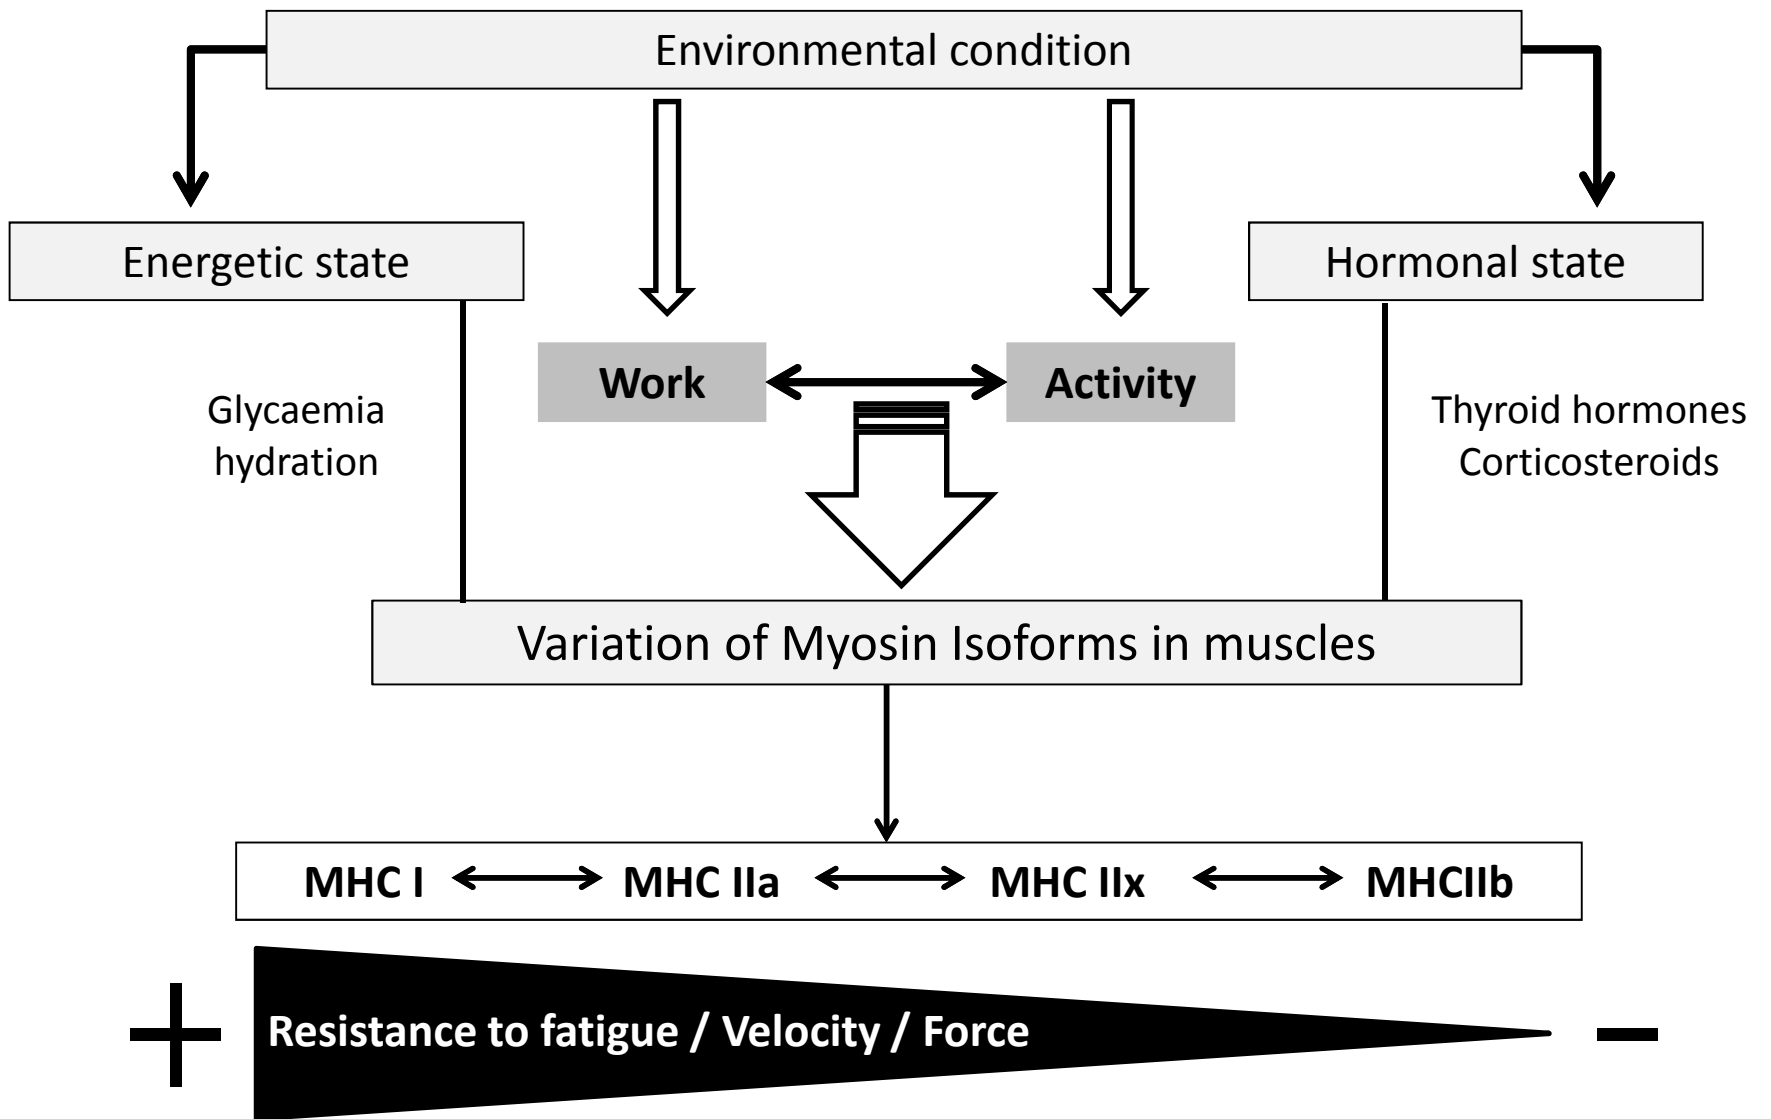 Environmental condition
Energetic state
Hormonal state
Work
Activity
Glycaemia
hydration
Thyroid hormones
Corticosteroids
Variation of Myosin Isoforms in muscles
MHC I MHC IIa MHC IIx MHCIIb
+ Resistance to fatigue / Velocity / Force −